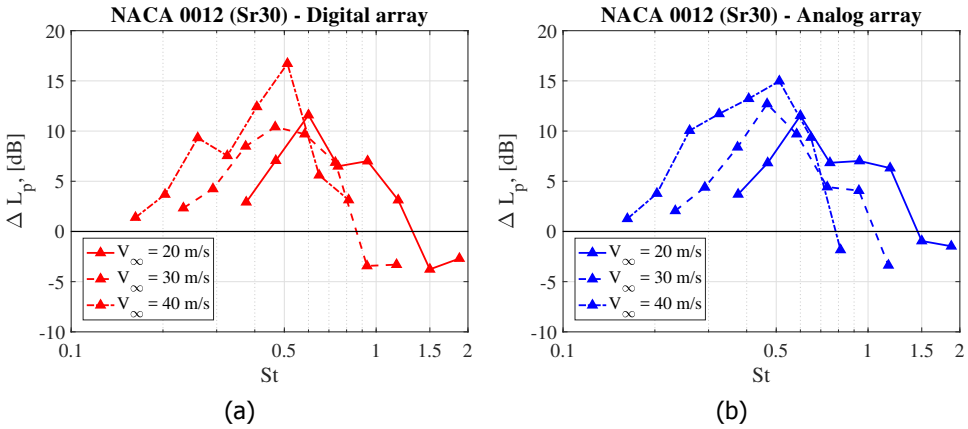 NACA 0012 (Sr30) - Digital array
20
15
10
5
0
-5
-10
Δ L_p, [dB]
V_∞ = 20 m/s
V_∞ = 30 m/s
V_∞ = 40 m/s
0.1
0.5
1
1.5
2
St
(a)
NACA 0012 (Sr30) - Analog array
20
15
10
5
0
-5
-10
Δ L_p, [dB]
V_∞ = 20 m/s
V_∞ = 30 m/s
V_∞ = 40 m/s
0.1
0.5
1
1.5
2
St
(b)